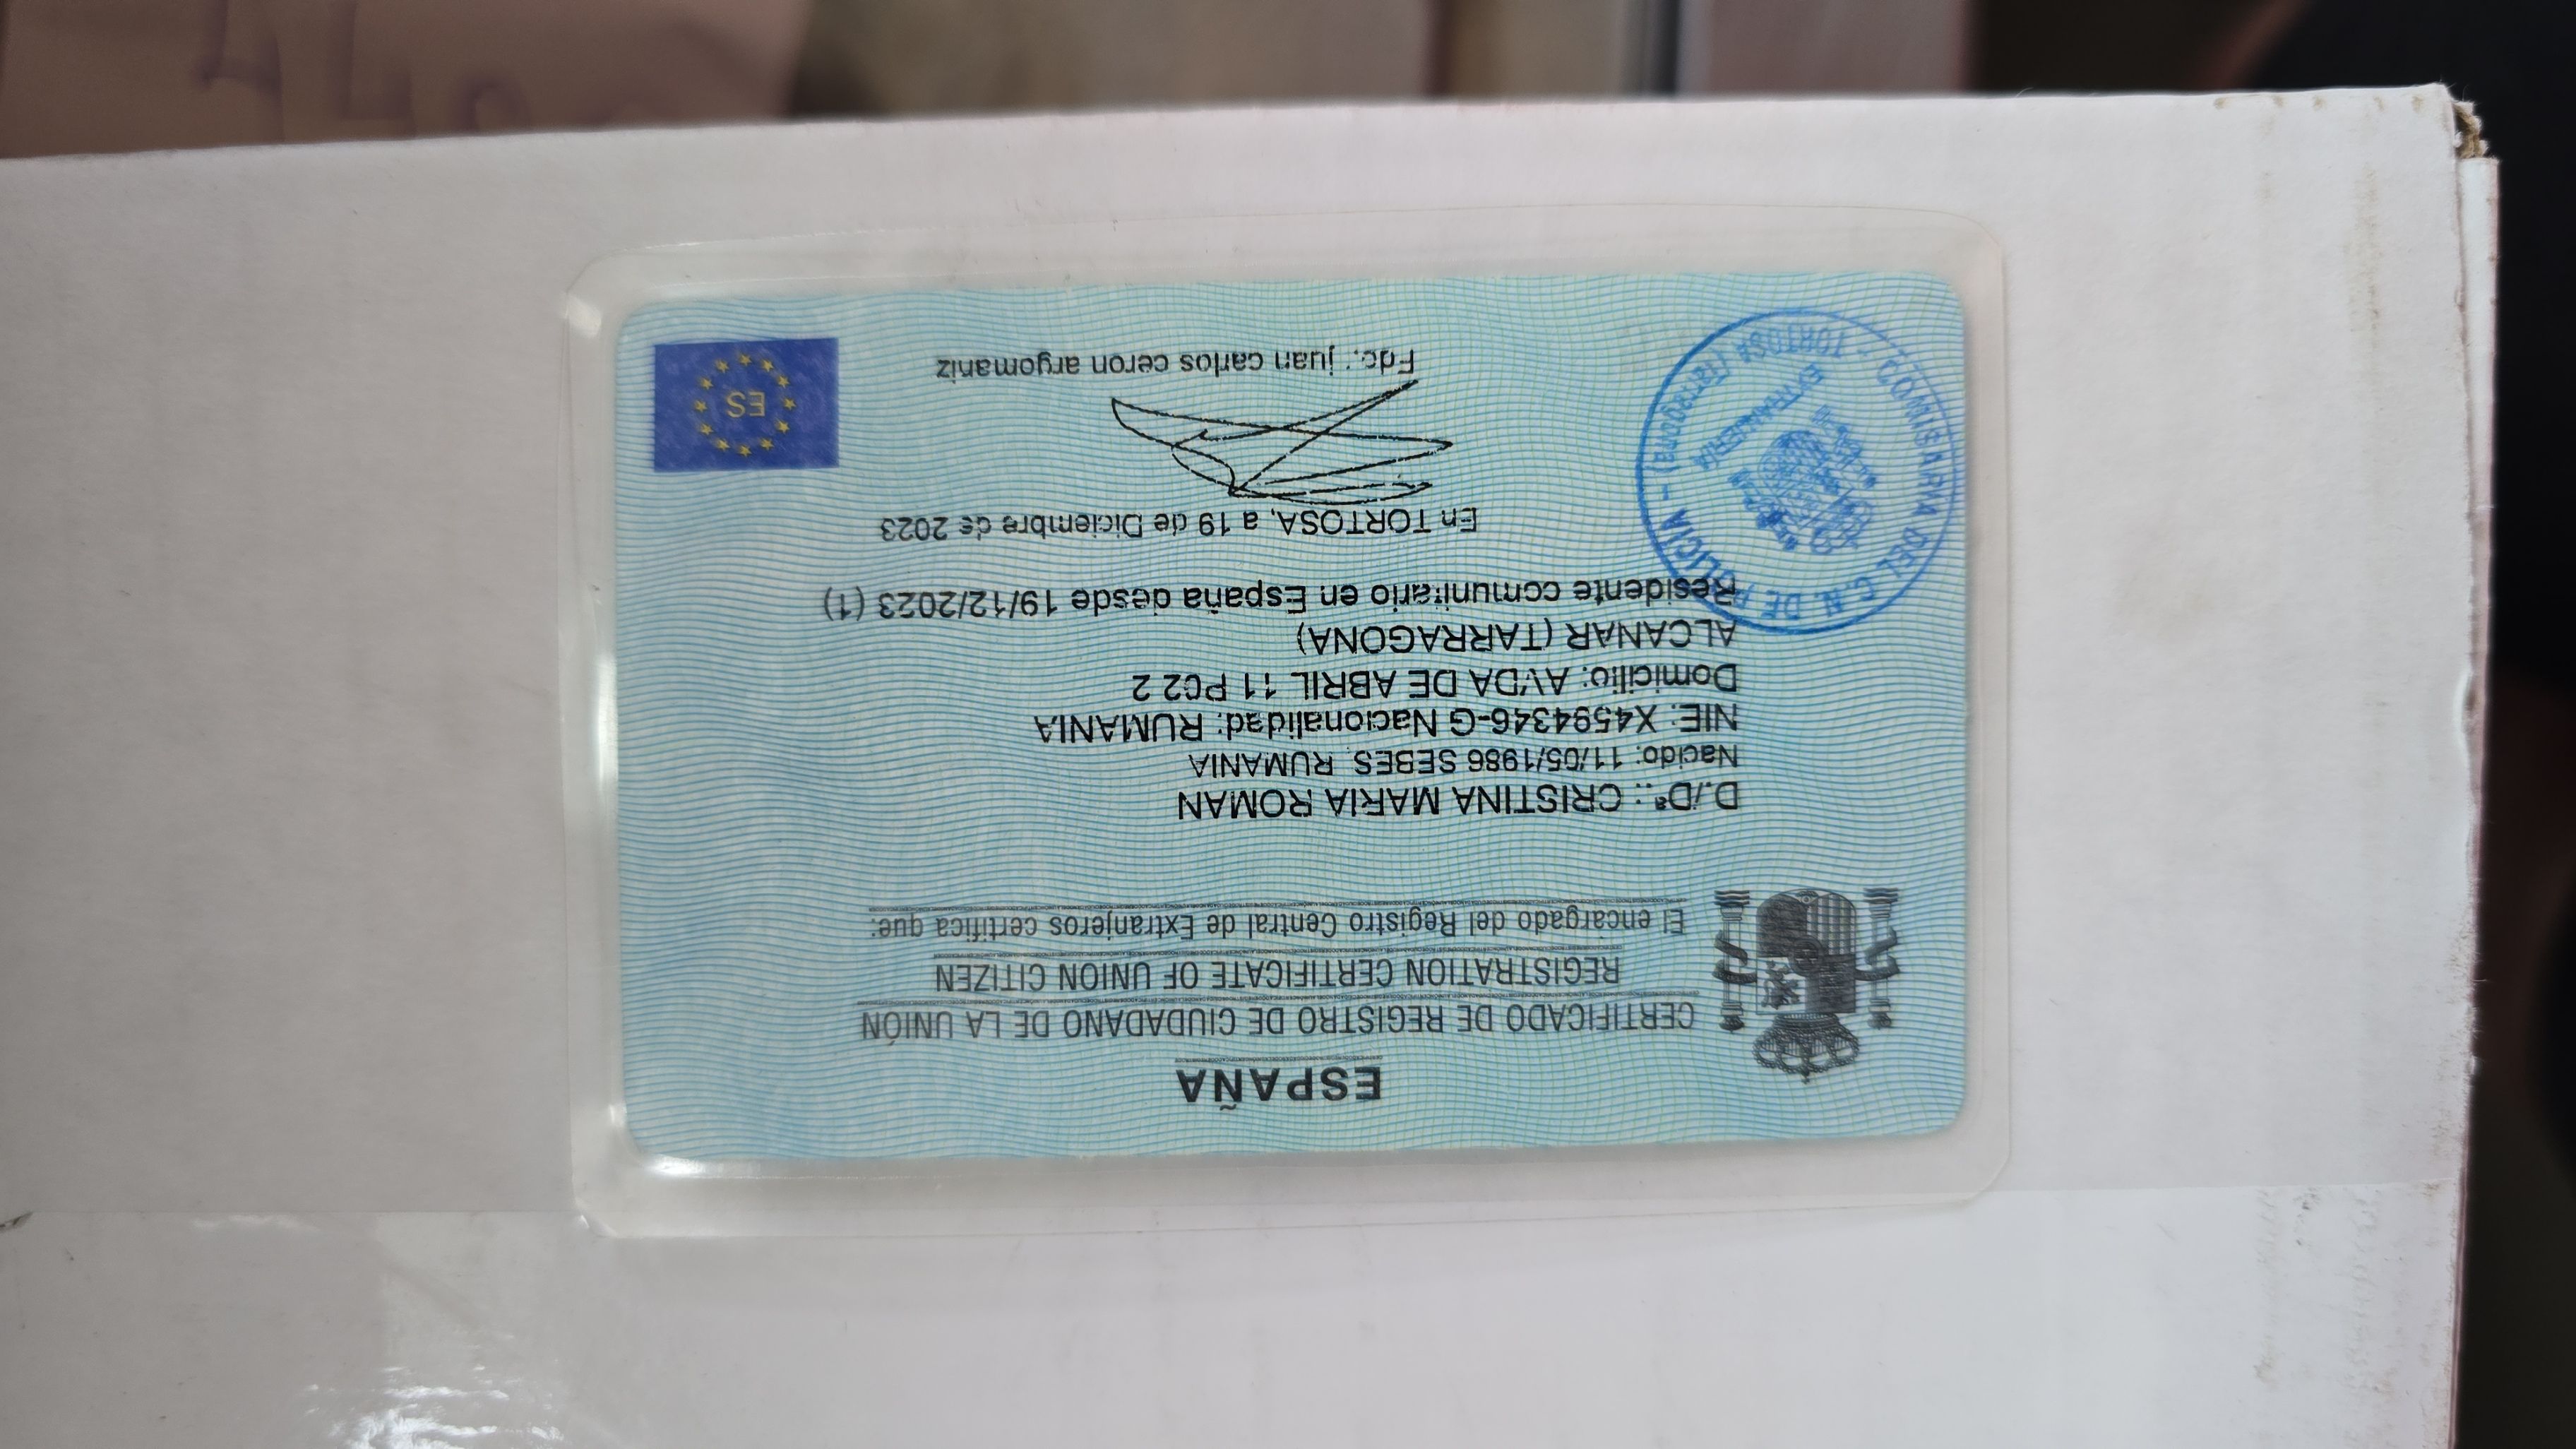 ESPAÑA
CERTIFICADO DE REGISTRO DE CIUDADANO DE LA UNIÓN
REGISTRATION CERTIFICATE OF UNION CITIZEN
El encargado del Registro Central de Extranjeros certifica que:
D./Dª.: CRISTINA MARIA ROMAN
Nacido: 11/05/1986 SEBES RUMANIA
NIE: X4594346-G Nacionalidad: RUMANIA
Domicilio: AVDA DE ABRIL 11 P02 2
ALCANAR (TARRAGONA)
Residente comunitario en España desde 19/12/2023 (1)
En TORTOSA, a 19 de Diciembre de 2023
Fdo.: juan carlos ceron argomaniz
ES
COMISARIA DEL C.N. DE POLICIA - TORTOSA (Tarragona) -
EXTRANJERIA